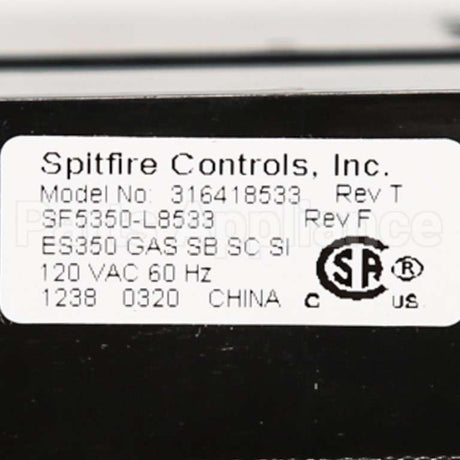 Spitfire Controls, Inc.
Model No: 316418533 Rev T
SF5350-L8533 Rev F
ES350 GAS SB SC SI
120 VAC 60 Hz
1238 0320 CHINA
C SA ® US